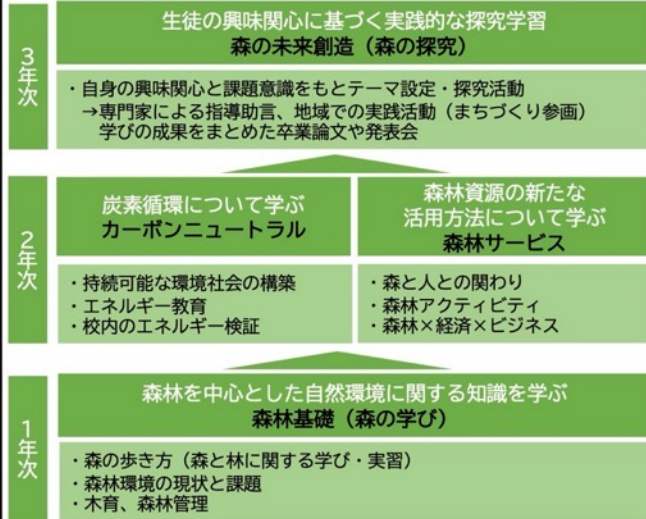 3年次
生徒の興味関心に基づく実践的な探究学習
森の未来創造（森の探究）
・自身の興味関心と課題意識をもとテーマ設定・探究活動
→専門家による指導助言、地域での実践活動（まちづくり参画）
学びの成果をまとめた卒業論文や発表会
2年次
炭素循環について学ぶ
カーボンニュートラル
・持続可能な環境社会の構築
・エネルギー教育
・校内のエネルギー検証
森林資源の新たな
活用方法について学ぶ
森林サービス
・森と人との関わり
・森林アクティビティ
・森林×経済×ビジネス
1年次
森林を中心とした自然環境に関する知識を学ぶ
森林基礎（森の学び）
・森の歩き方（森と林に関する学び・実習）
・森林環境の現状と課題
・木育、森林管理